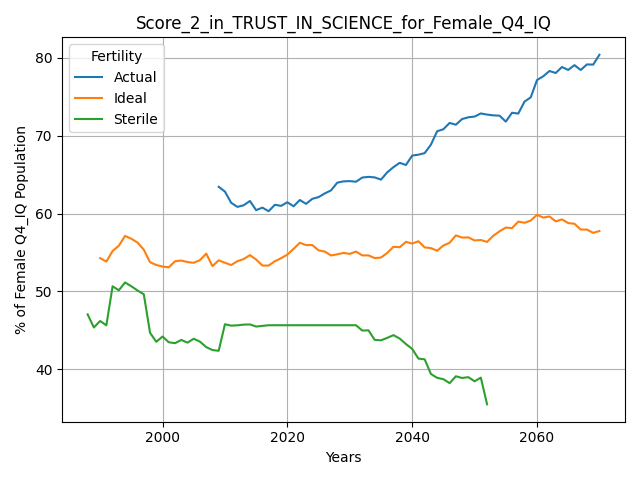 Score_2_in_TRUST_IN_SCIENCE_for_Female_Q4_IQ
Fertility
Actual
Ideal
Sterile
% of Female Q4_IQ Population
80
70
60
50
40
2000
2020
2040
2060
Years